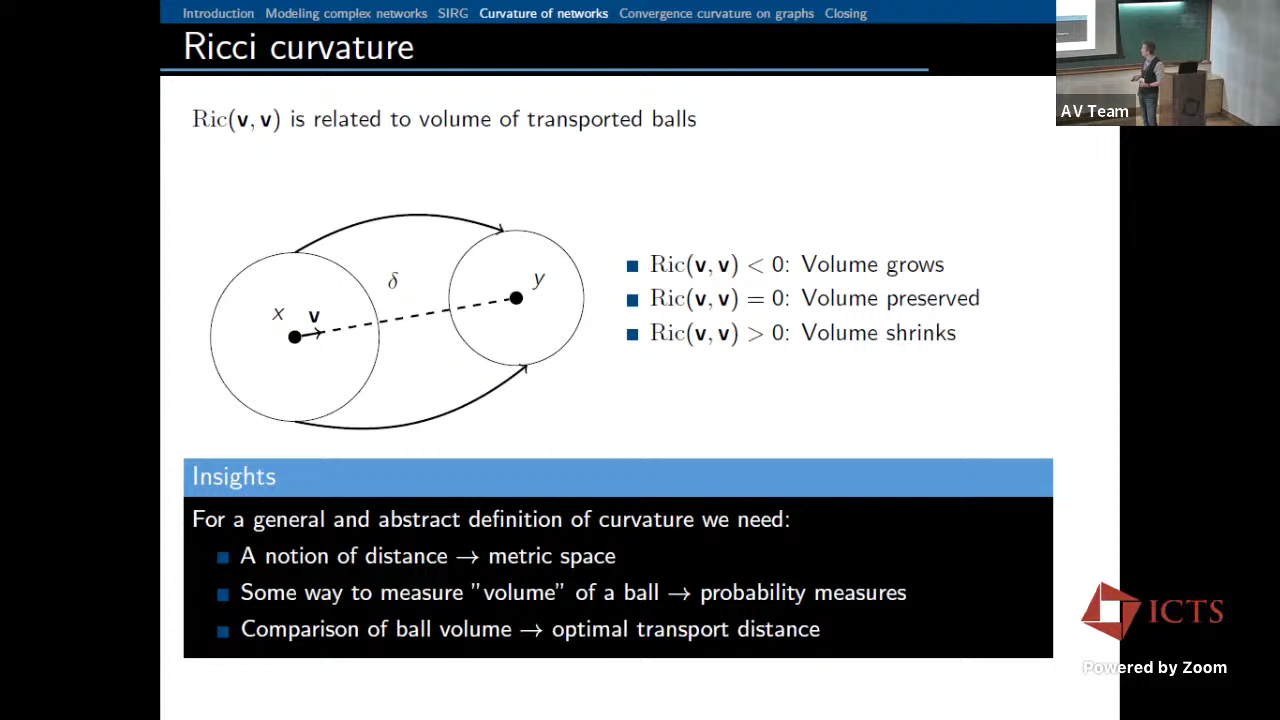 Introduction Modeling complex networks SIRG Curvature of networks Convergence curvature on graphs Closing
Ricci curvature
AV Team
Ric(v, v) is related to volume of transported balls
δ
x
v
y
Ric(v, v) < 0: Volume grows
Ric(v, v) = 0: Volume preserved
Ric(v, v) > 0: Volume shrinks
Insights
For a general and abstract definition of curvature we need:
A notion of distance → metric space
Some way to measure "volume" of a ball → probability measures
Comparison of ball volume → optimal transport distance
ICTS
Powered by Zoom